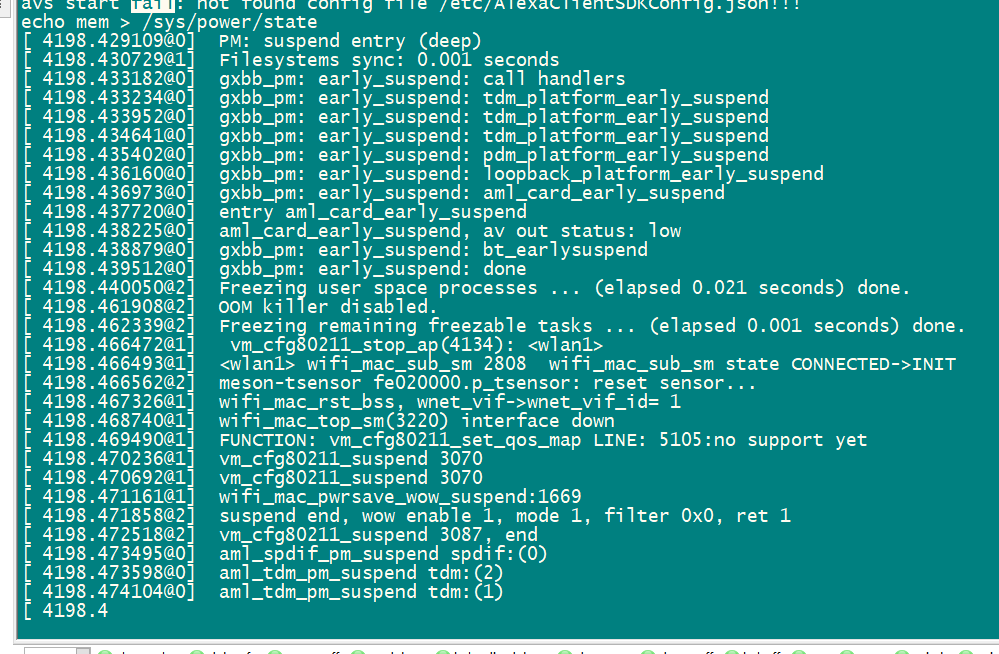 avs start fail: not found config file /etc/AlexaClientSDKConfig.json!!!
echo mem > /sys/power/state
[ 4198.429109@0]  PM: suspend entry (deep)
[ 4198.430729@1]  Filesystems sync: 0.001 seconds
[ 4198.433182@0]  gxbb_pm: early_suspend: call handlers
[ 4198.433234@0]  gxbb_pm: early_suspend: tdm_platform_early_suspend
[ 4198.433952@0]  gxbb_pm: early_suspend: tdm_platform_early_suspend
[ 4198.434641@0]  gxbb_pm: early_suspend: tdm_platform_early_suspend
[ 4198.435402@0]  gxbb_pm: early_suspend: pdm_platform_early_suspend
[ 4198.436160@0]  gxbb_pm: early_suspend: loopback_platform_early_suspend
[ 4198.436973@0]  gxbb_pm: early_suspend: aml_card_early_suspend
[ 4198.437720@0]  entry aml_card_early_suspend
[ 4198.438225@0]  aml_card_early_suspend, av out status: low
[ 4198.438879@0]  gxbb_pm: early_suspend: bt_earlysuspend
[ 4198.439512@0]  gxbb_pm: early_suspend: done
[ 4198.440050@2]  Freezing user space processes ... (elapsed 0.021 seconds) done.
[ 4198.461908@2]  OOM killer disabled.
[ 4198.462339@2]  Freezing remaining freezable tasks ... (elapsed 0.001 seconds) done.
[ 4198.466472@1]   vm_cfg80211_stop_ap(4134): <wlan1>
[ 4198.466493@1]  <wlan1> wifi_mac_sub_sm 2808  wifi_mac_sub_sm state CONNECTED->INIT
[ 4198.466562@2]  meson-tsensor fe020000.p_tsensor: reset sensor...
[ 4198.467326@1]  wifi_mac_rst_bss, wnet_vif->wnet_vif_id= 1
[ 4198.468740@1]  wifi_mac_top_sm(3220) interface down
[ 4198.469490@1]  FUNCTION: vm_cfg80211_set_qos_map LINE: 5105:no support yet
[ 4198.470236@1]  vm_cfg80211_suspend 3070
[ 4198.470692@1]  vm_cfg80211_suspend 3070
[ 4198.471161@1]  wifi_mac_pwrsave_wow_suspend:1669
[ 4198.471858@2]  suspend end, wow enable 1, mode 1, filter 0x0, ret 1
[ 4198.472518@2]  vm_cfg80211_suspend 3087, end
[ 4198.473495@0]  aml_spdif_pm_suspend spdif:(0)
[ 4198.473598@0]  aml_tdm_pm_suspend tdm:(2)
[ 4198.474104@0]  aml_tdm_pm_suspend tdm:(1)
[ 4198.4